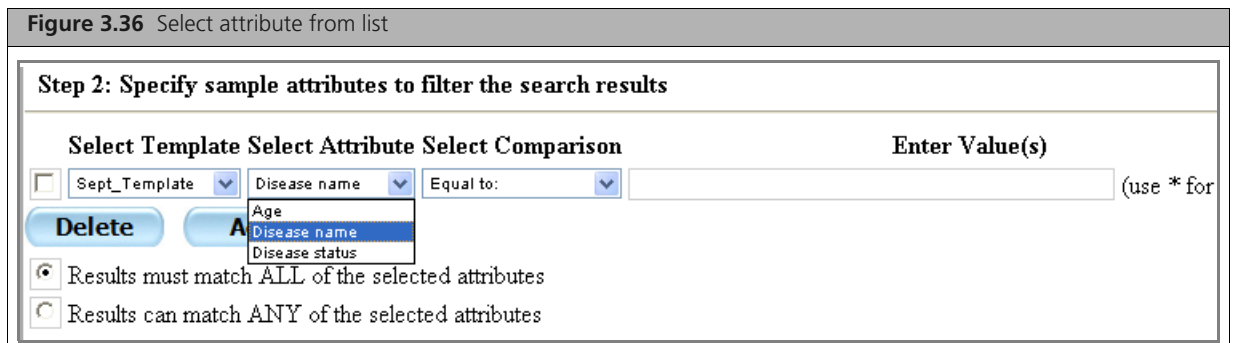 Figure 3.36 Select attribute from list
Step 2: Specify sample attributes to filter the search results
Select Template Select Attribute Select Comparison Enter Value(s)
Sept_Template Disease name Equal to: (use * for
Age
Delete A Disease name
Disease status
Results must match ALL of the selected attributes
Results can match ANY of the selected attributes